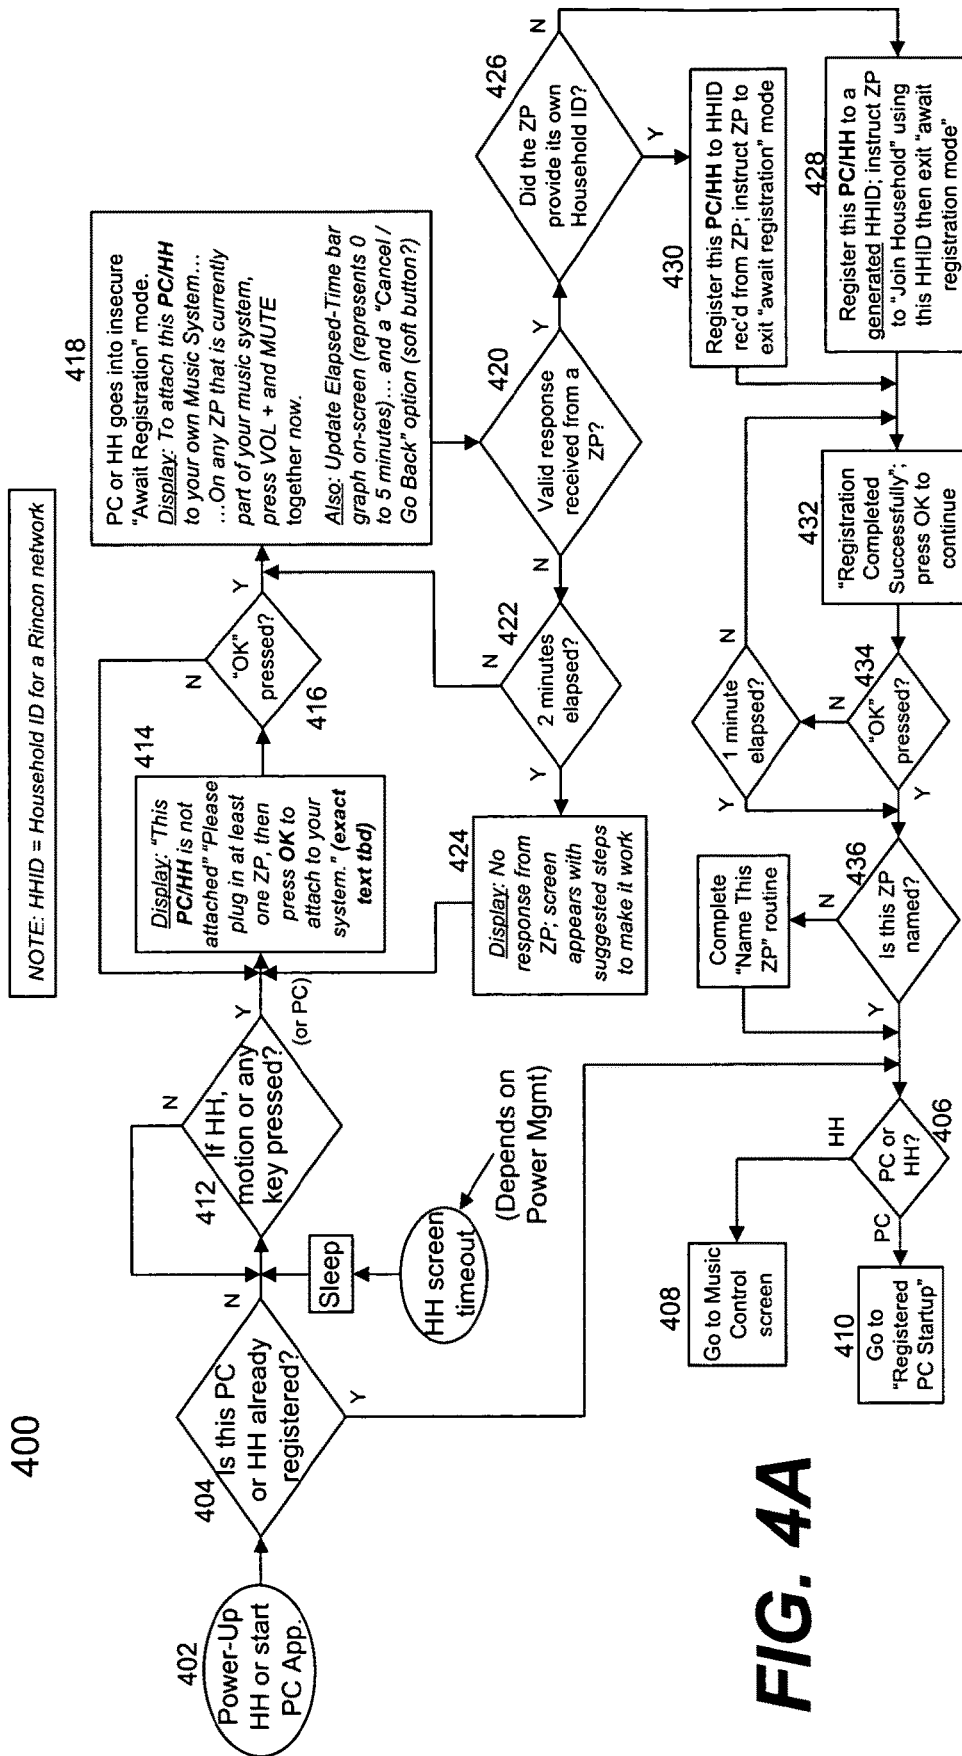 400
NOTE: HHID = Household ID for a Rincon network
402
Power-Up
HH or start
PC App.
404
Is this PC
or HH already
registered?
N
Y
Sleep
HH screen
timeout
(Depends on
Power Mgmt)
412
If HH,
motion or any
key pressed?
N
Y
(or PC)
414
Display: “This
PC/HH is not
attached” “Please
plug in at least
one ZP, then
press OK to
attach to your
system.” (exact
text tbd)
416
“OK”
pressed?
N
Y
418
PC or HH goes into insecure
“Await Registration” mode.
Display: To attach this PC/HH
to your own Music System...
...On any ZP that is currently
part of your music system,
press VOL + and MUTE
together now.
Also: Update Elapsed-Time bar
graph on-screen (represents 0
to 5 minutes)... and a “Cancel /
Go Back” option (soft button?)
420
Valid response
received from a
ZP?
N
Y
422
2 minutes
elapsed?
N
Y
424
Display: No
response from
ZP; screen
appears with
suggested steps
to make it work
426
Did the ZP
provide its own
Household ID?
N
Y
430
Register this PC/HH to HHID
rec'd from ZP; instruct ZP to
exit “await registration” mode
428
Register this PC/HH to a
generated HHID; instruct ZP
to “Join Household” using
this HHID then exit “await
registration mode”
432
“Registration
Completed
Successfully”;
press OK to
continue
434
“OK”
pressed?
N
Y
1 minute
elapsed?
N
Y
436
Is this ZP
named?
N
Y
Complete
“Name This
ZP” routine
406
PC or
HH?
HH
PC
408
Go to Music
Control
screen
410
Go to
“Registered
PC Startup”
FIG. 4A